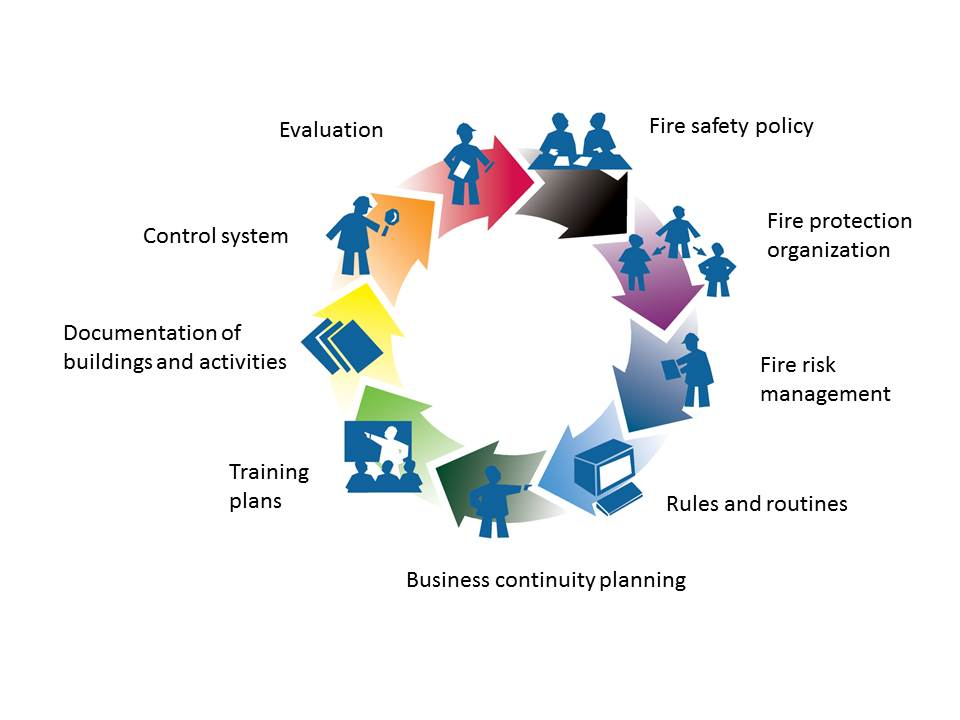 Evaluation
Fire safety policy
Fire protection
organization
Control system
Documentation of
buildings and activities
Fire risk
management
Training
plans
Rules and routines
Business continuity planning